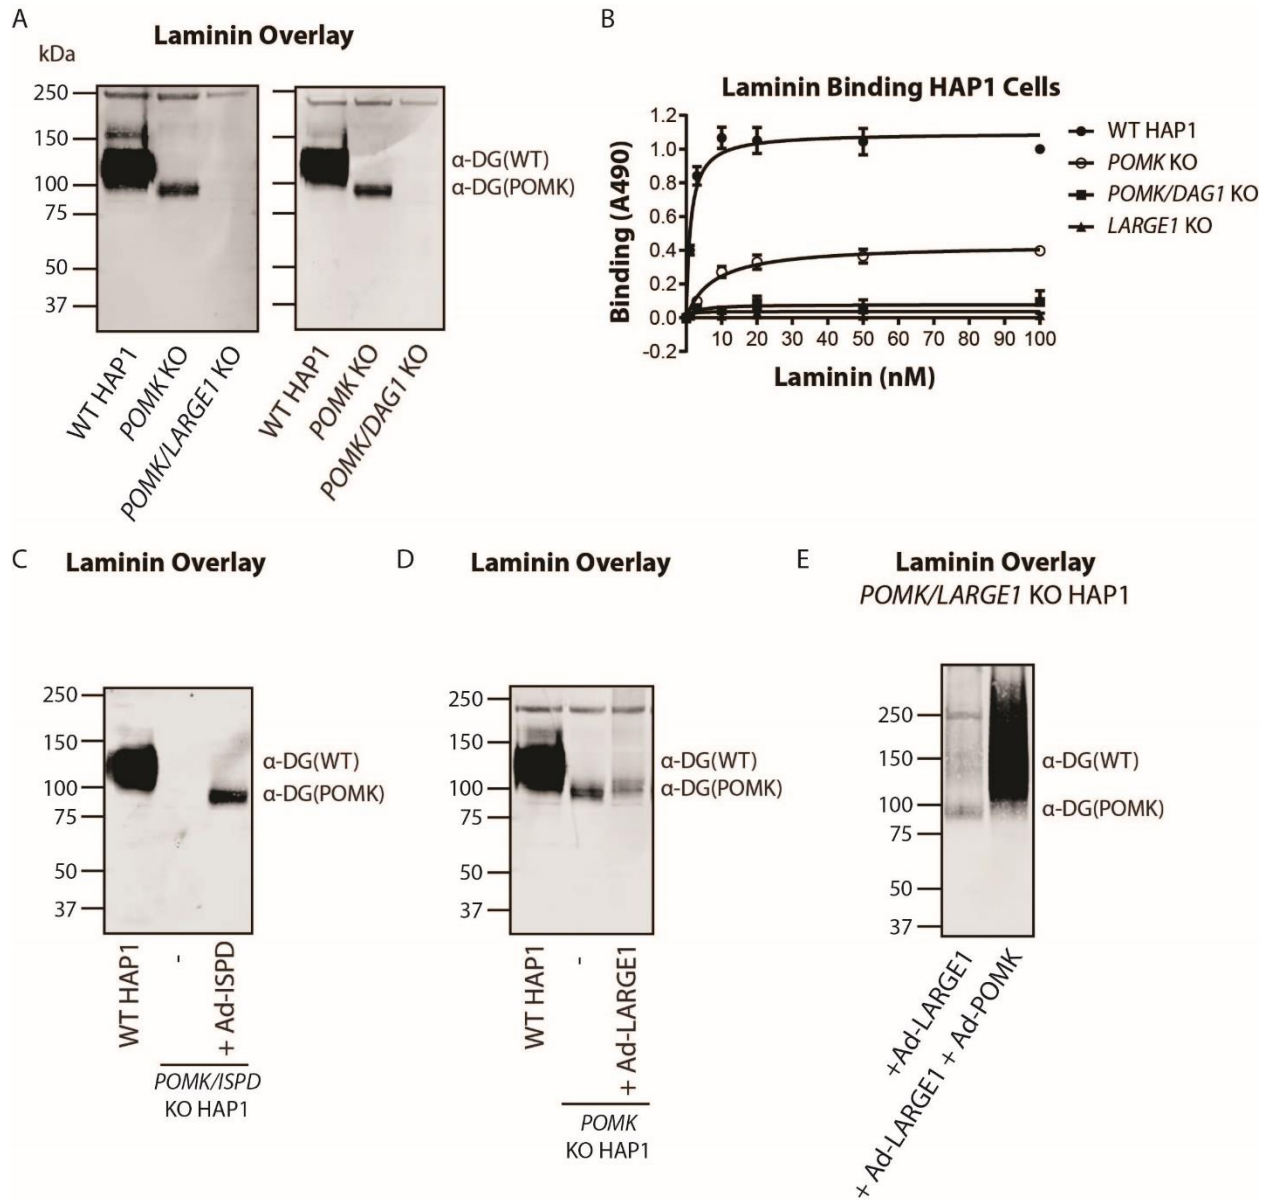 A
Laminin Overlay
kDa
250
150
100
75
50
37
α-DG(WT)
α-DG(POMK)
WT HAP1
POMK KO
POMK/LARGE1 KO
WT HAP1
POMK KO
POMK/DAG1 KO
B
Laminin Binding HAP1 Cells
Binding (A490)
1.2
1.0
0.8
0.6
0.4
0.2
0.0
-0.2
10 20 30 40 50 60 70 80 90 100
Laminin (nM)
WT HAP1
POMK KO
POMK/DAG1 KO
LARGE1 KO
C
Laminin Overlay
250
150
100
75
50
37
α-DG(WT)
α-DG(POMK)
WT HAP1
-
+ Ad-ISPD
POMK/ISPD
KO HAP1
D
Laminin Overlay
250
150
100
75
50
37
α-DG(WT)
α-DG(POMK)
WT HAP1
-
+ Ad-LARGE1
POMK
KO HAP1
E
Laminin Overlay
POMK/LARGE1 KO HAP1
250
150
100
75
50
37
α-DG(WT)
α-DG(POMK)
+Ad-LARGE1
+ Ad-LARGE1 + Ad-POMK